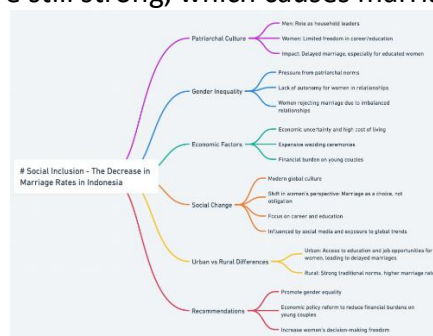 e still strong, which causes marri
Men: Role as household leaders
Patriarchal Culture
Women: Limited freedom in career/education
Impact: Delayed marriage, especially for educated women
Pressure from patriarchal norms
Gender Inequality
Lack of autonomy for women in relationships
Women rejecting marriage due to imbalanced
relationships
Economic uncertainty and high cost of living
Economic Factors
Expensive wedding ceremonies
Financial burden on young couples
# Social Inclusion - The Decrease in
Marriage Rates in Indonesia
Modern global culture
Shift in women's perspective: Marriage as a choice, not
obligation
Social Change
Focus on career and education
Influenced by social media and exposure to global trends
Urban: Access to education and job opportunities for
women, leading to delayed marriages
Urban vs Rural Differences
Rural: Strong traditional norms, higher marriage rate
Promote gender equality
Recommendations
Economic policy reform to reduce financial burdens on
young couples
Increase women's decision-making freedom